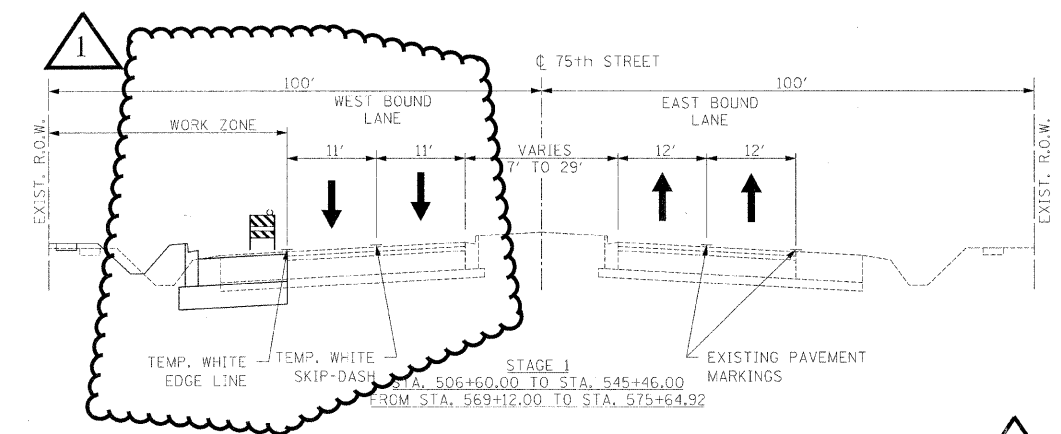 1
℄ 75th STREET
100'
100'
WEST BOUND
LANE
EAST BOUND
LANE
WORK ZONE
EXIST. R.O.W.
EXIST. R.O.W.
11'
11'
VARIES
7' TO 29'
12'
12'
TEMP. WHITE
EDGE LINE
TEMP. WHITE
SKIP-DASH
EXISTING PAVEMENT
MARKINGS
STAGE 1
STA. 506+60.00 TO STA. 545+46.00
FROM STA. 569+12.00 TO STA. 575+64.92